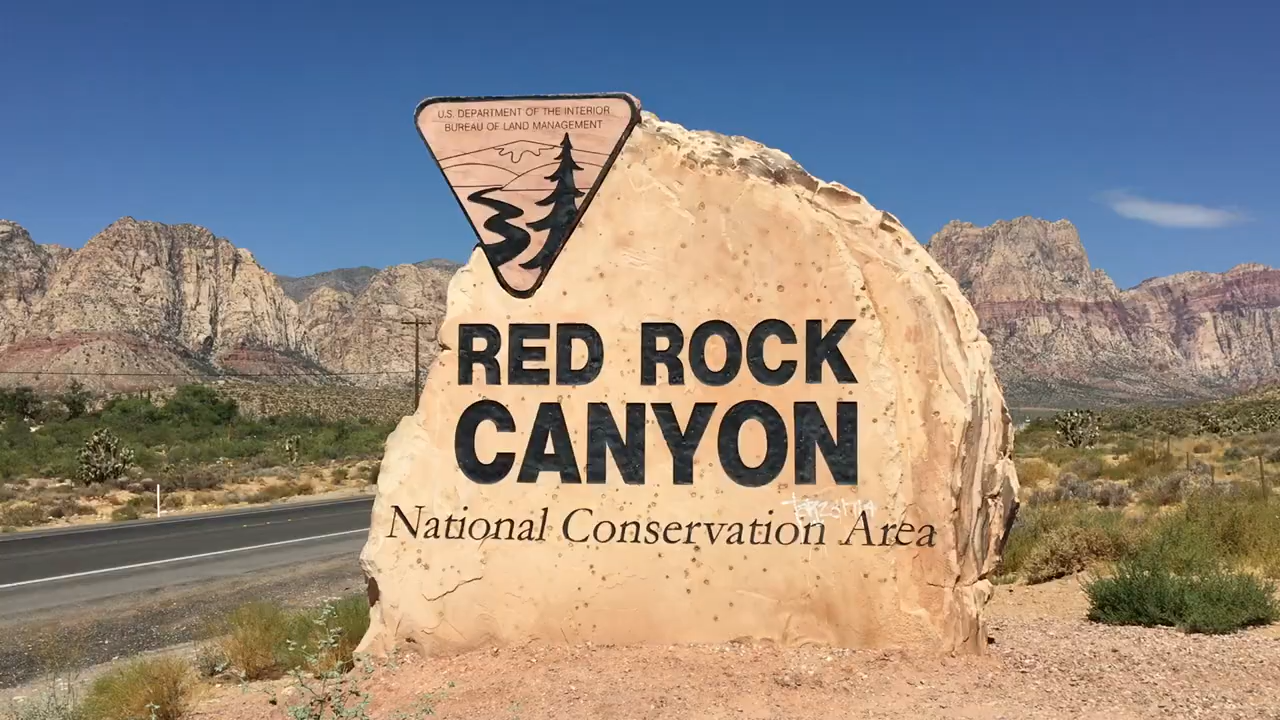 U.S. DEPARTMENT OF THE INTERIOR
BUREAU OF LAND MANAGEMENT
RED ROCK
CANYON
National Conservation Area